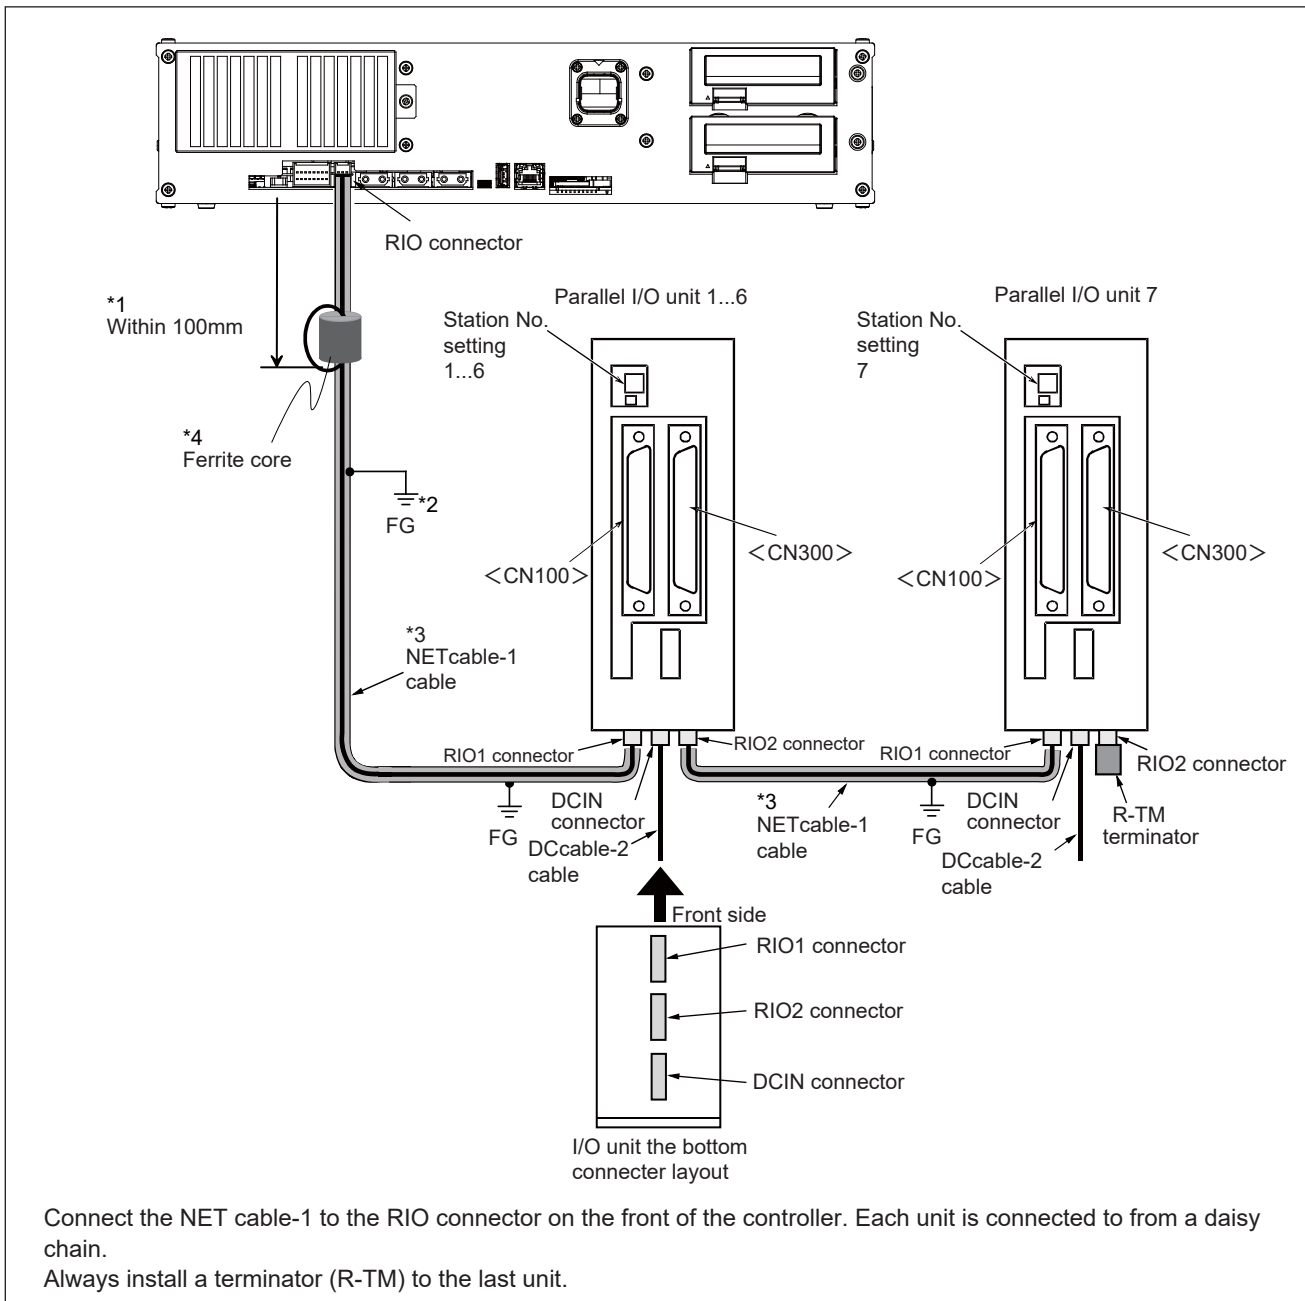 RIO connector
*1
Within 100mm
Parallel I/O unit 1...6
Parallel I/O unit 7
Station No.
setting
1...6
Station No.
setting
7
*4
Ferrite core
*2
FG
<CN300>
<CN100>
<CN300>
<CN100>
*3
NETcable-1
cable
RIO1 connector
RIO2 connector
RIO1 connector
RIO2 connector
FG
DCIN
connector
DCcable-2
cable
*3
NETcable-1
cable
FG
DCIN
connector
DCcable-2
cable
R-TM
terminator
Front side
RIO1 connector
RIO2 connector
DCIN connector
I/O unit the bottom
connecter layout
Connect the NET cable-1 to the RIO connector on the front of the controller. Each unit is connected to from a daisy
chain.
Always install a terminator (R-TM) to the last unit.